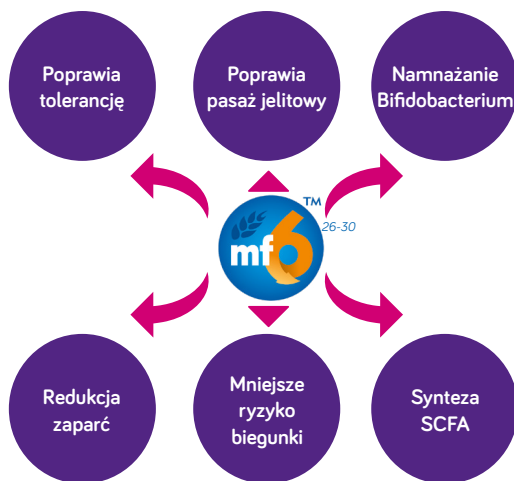 Poprawia
tolerancję
Poprawia
pasaż jelitowy
Namnażanie
Bifidobacterium
mf6
TM
26-30
Redukcja
zaparć
Mniejsze
ryzyko
biegunki
Synteza
SCFA